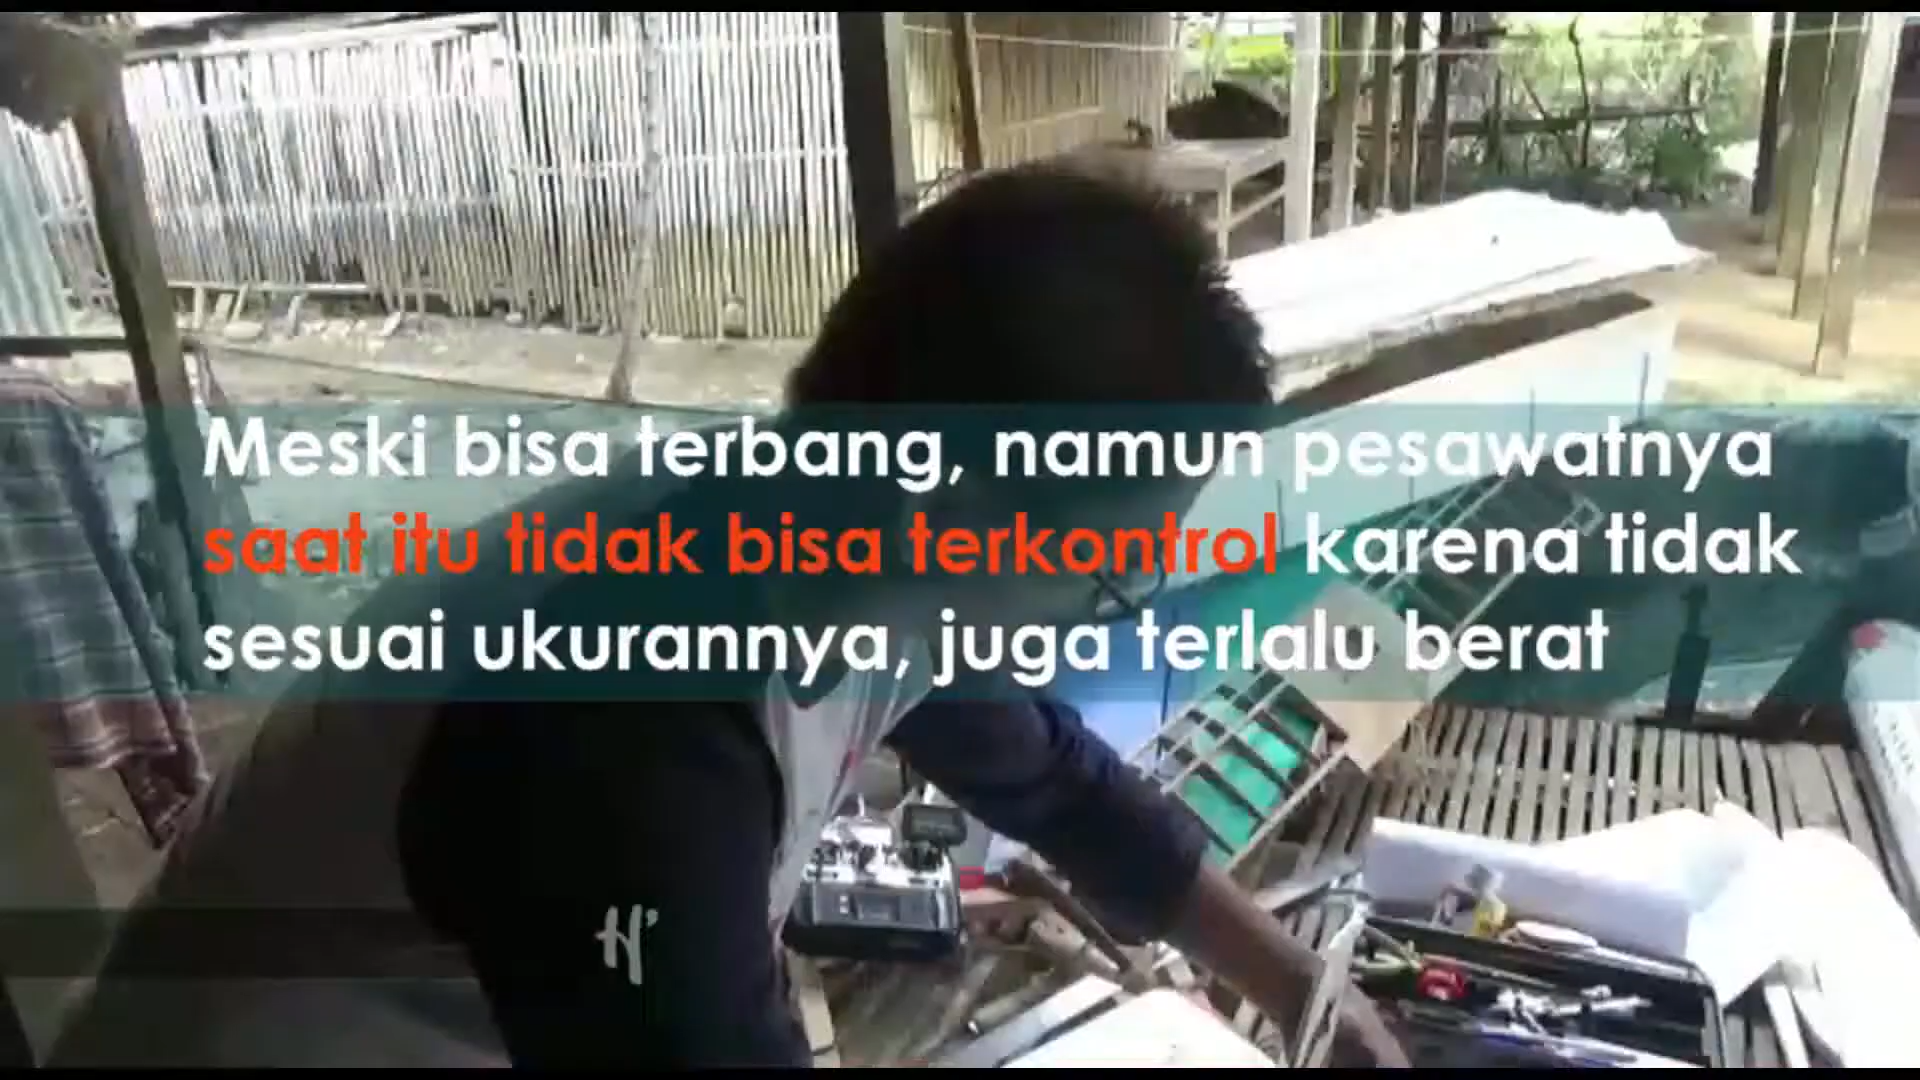 Meski bisa terbang, namun pesawatnya
saat itu tidak bisa terkontrol karena tidak
sesuai ukurannya, juga terlalu berat
H'